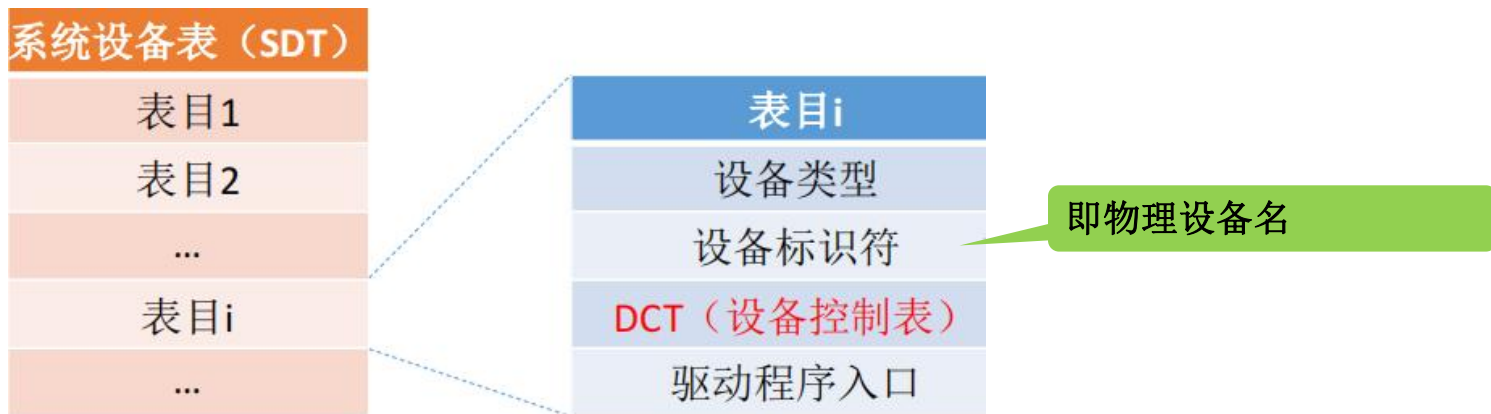 系统设备表（SDT）
表目1
表目2
...
表目i
...
表目i
设备类型
设备标识符
DCT（设备控制表）
驱动程序入口
即物理设备名